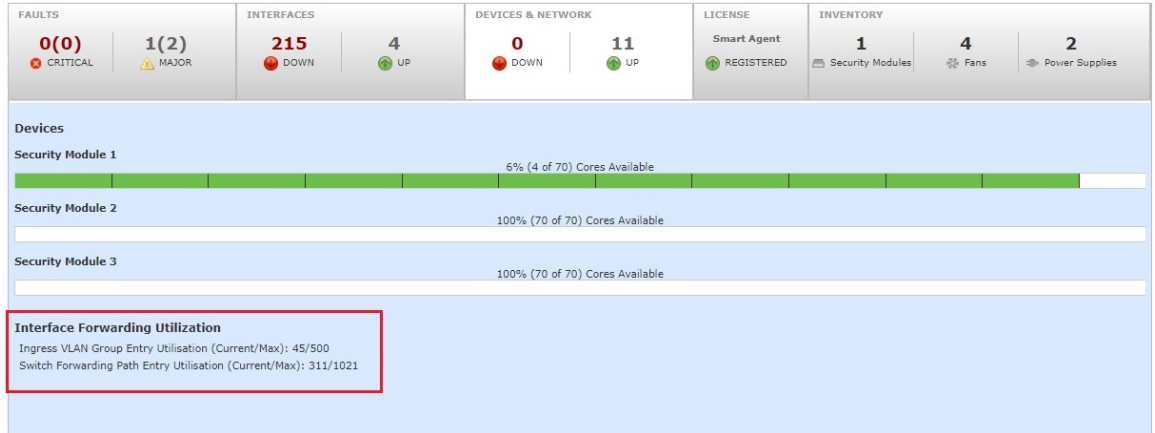 FAULTS
0(0) 1(2)
CRITICAL MAJOR
INTERFACES
215 4
DOWN UP
DEVICES & NETWORK
0 11
DOWN UP
LICENSE
Smart Agent
REGISTERED
INVENTORY
1 4 2
Security Modules Fans Power Supplies
Devices
Security Module 1
6% (4 of 70) Cores Available
Security Module 2
100% (70 of 70) Cores Available
Security Module 3
100% (70 of 70) Cores Available
Interface Forwarding Utilization
Ingress VLAN Group Entry Utilisation (Current/Max): 45/500
Switch Forwarding Path Entry Utilisation (Current/Max): 311/1021